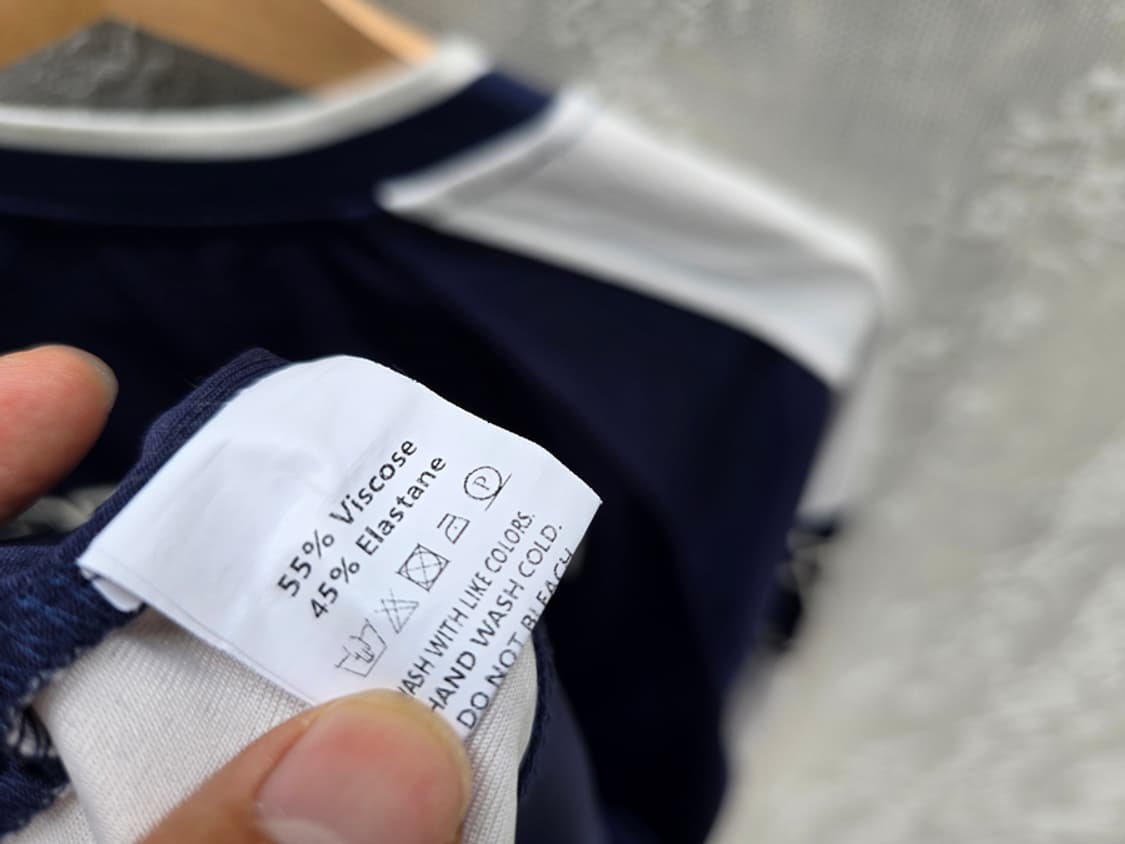 55% Viscose
45% Elastane
P
WASH WITH LIKE COLORS.
HAND WASH COLD.
DO NOT BLEACH